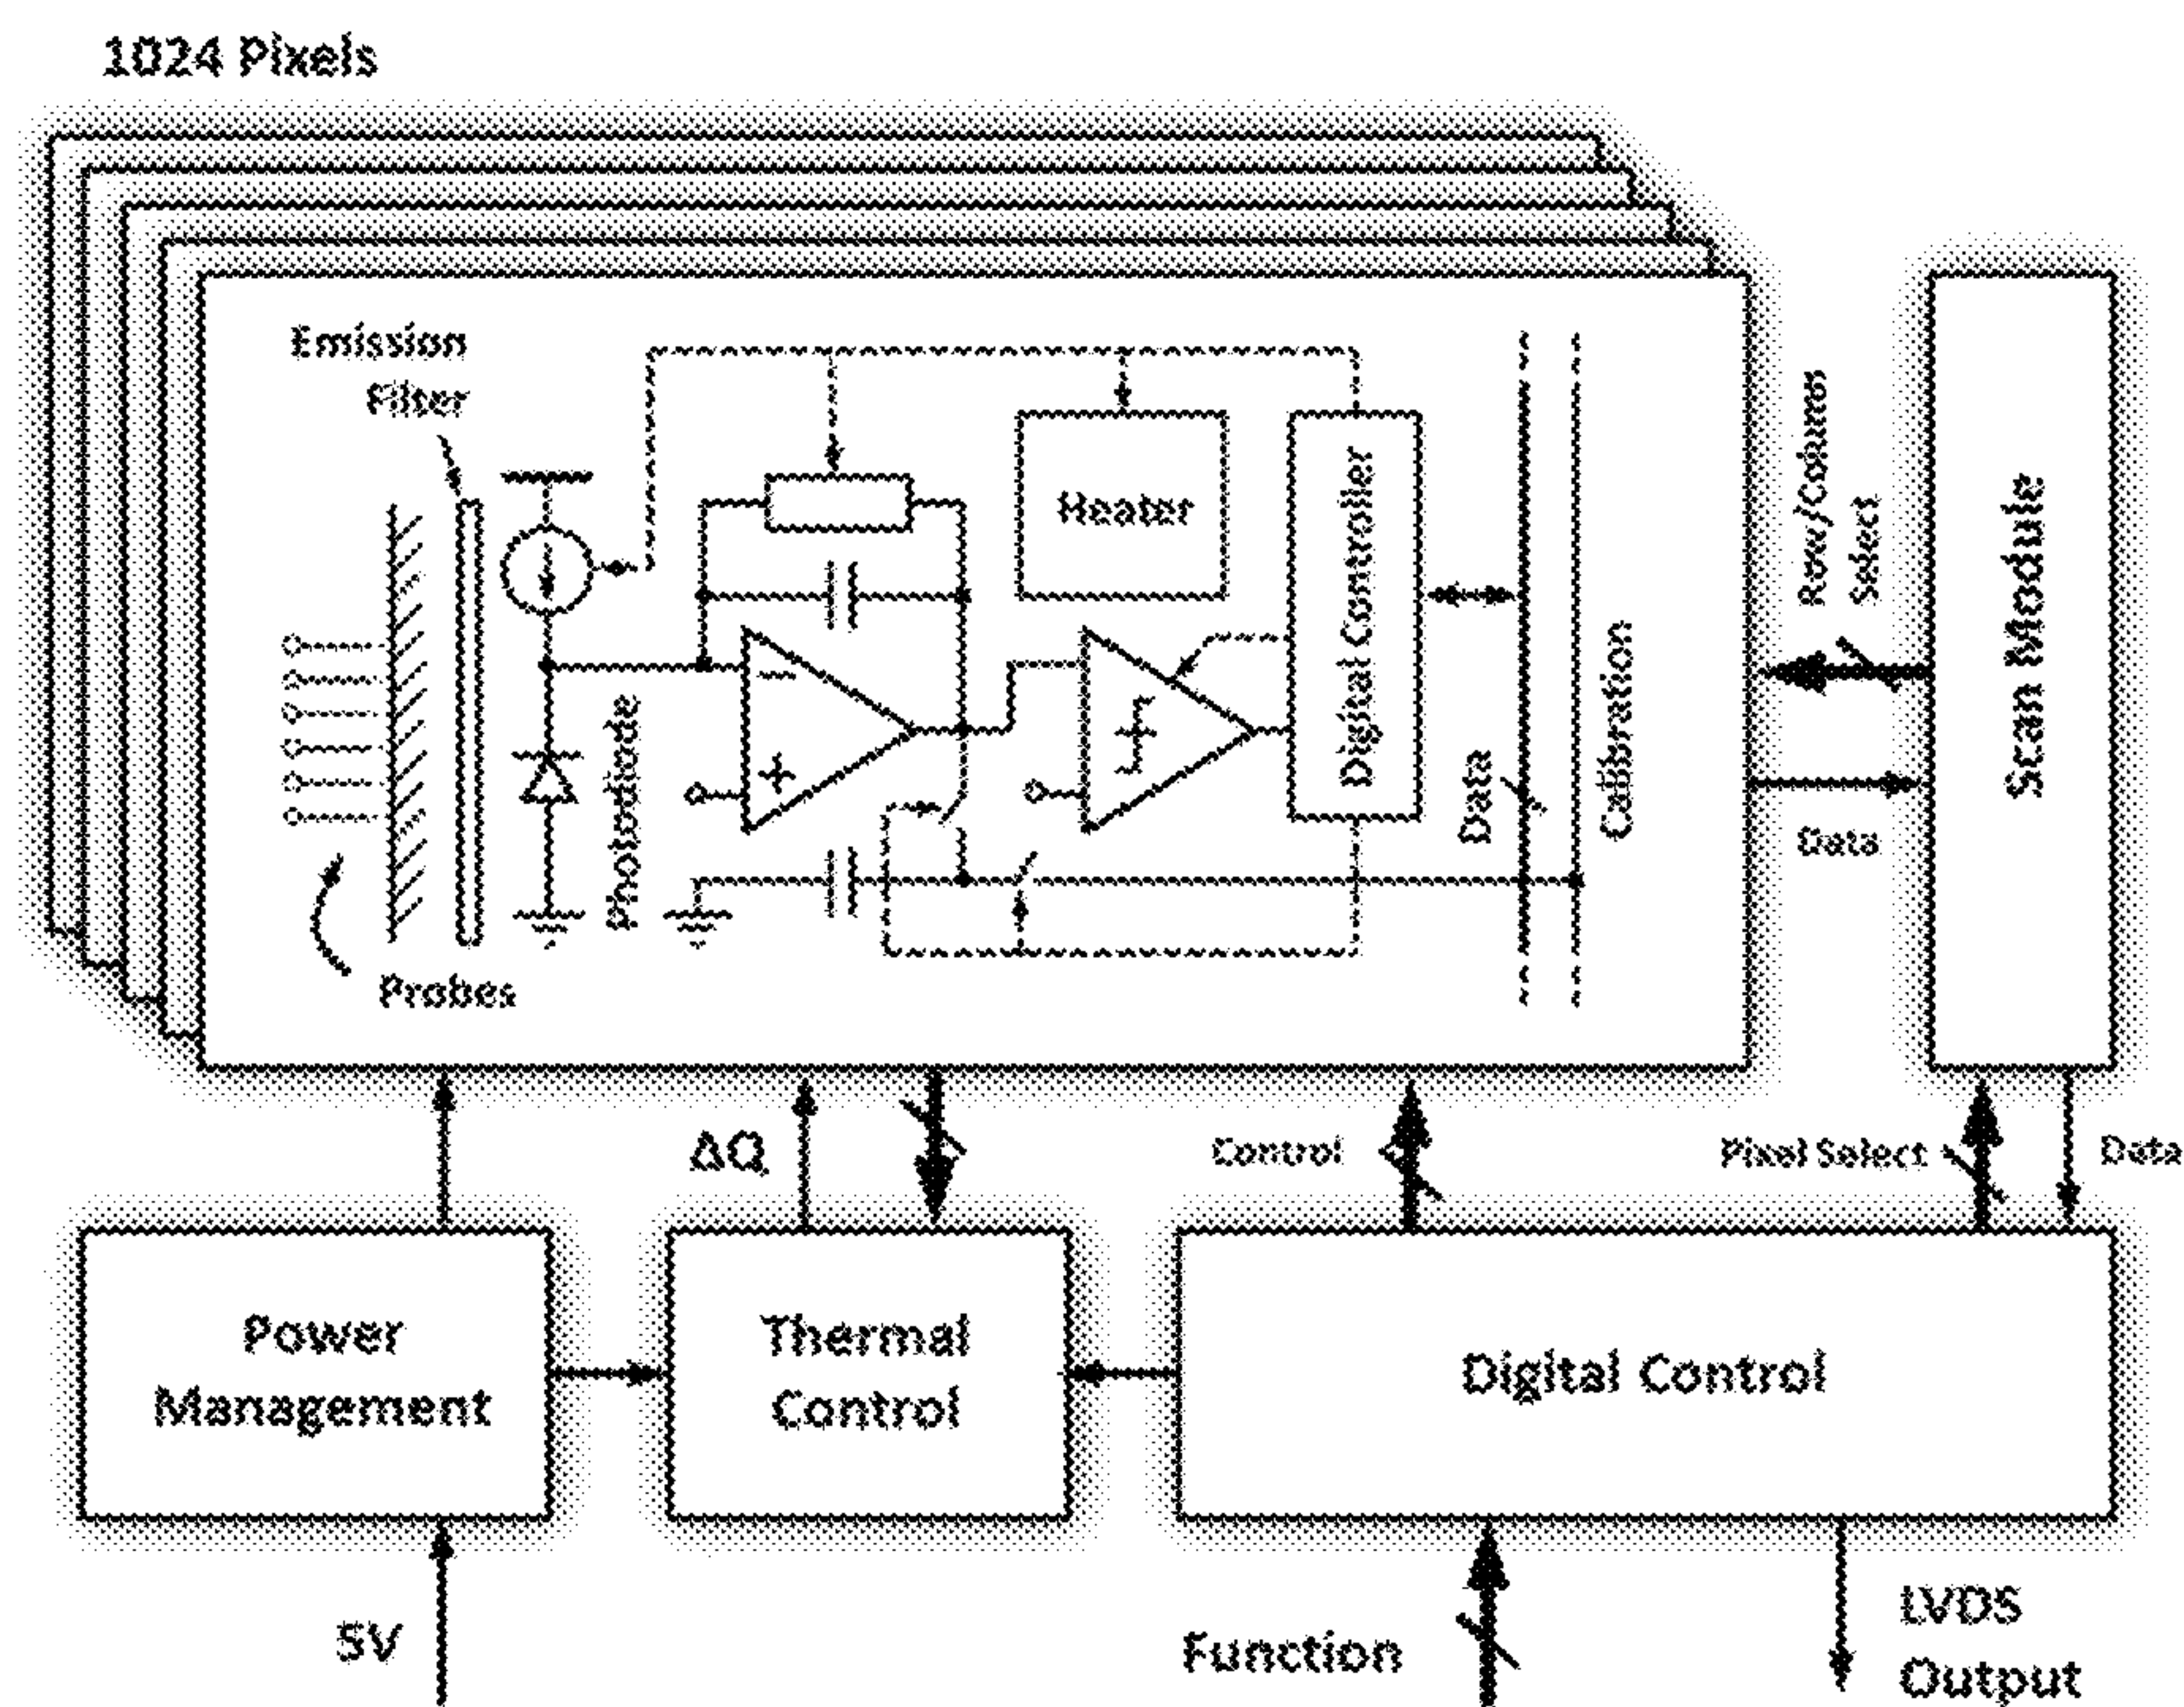 1024 Pixels
Emission
Filter
Heater
Digital Controller
Photodiode
Data
Calibration
Probes
Row/Column
Select
Data
Scan Module
ΔQ
Control
Pixel Select
Data
Power
Management
Thermal
Control
Digital Control
5V
Function
LVDS
Output